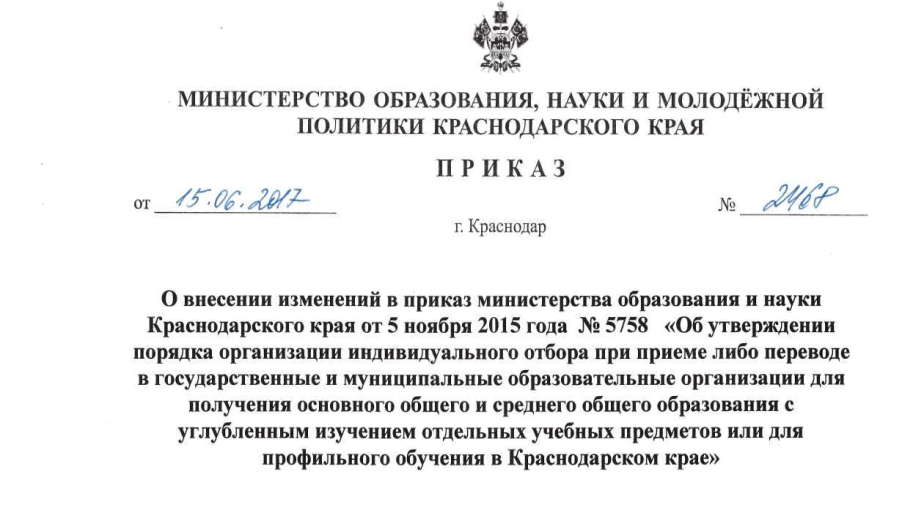 МИНИСТЕРСТВО ОБРАЗОВАНИЯ, НАУКИ И МОЛОДЁЖНОЙ
ПОЛИТИКИ КРАСНОДАРСКОГО КРАЯ
П Р И К А З
от 15.06.2017 № 2468
г. Краснодар
О внесении изменений в приказ министерства образования и науки
Краснодарского края от 5 ноября 2015 года № 5758 «Об утверждении
порядка организации индивидуального отбора при приеме либо переводе
в государственные и муниципальные образовательные организации для
получения основного общего и среднего общего образования с
углубленным изучением отдельных учебных предметов или для
профильного обучения в Краснодарском крае»